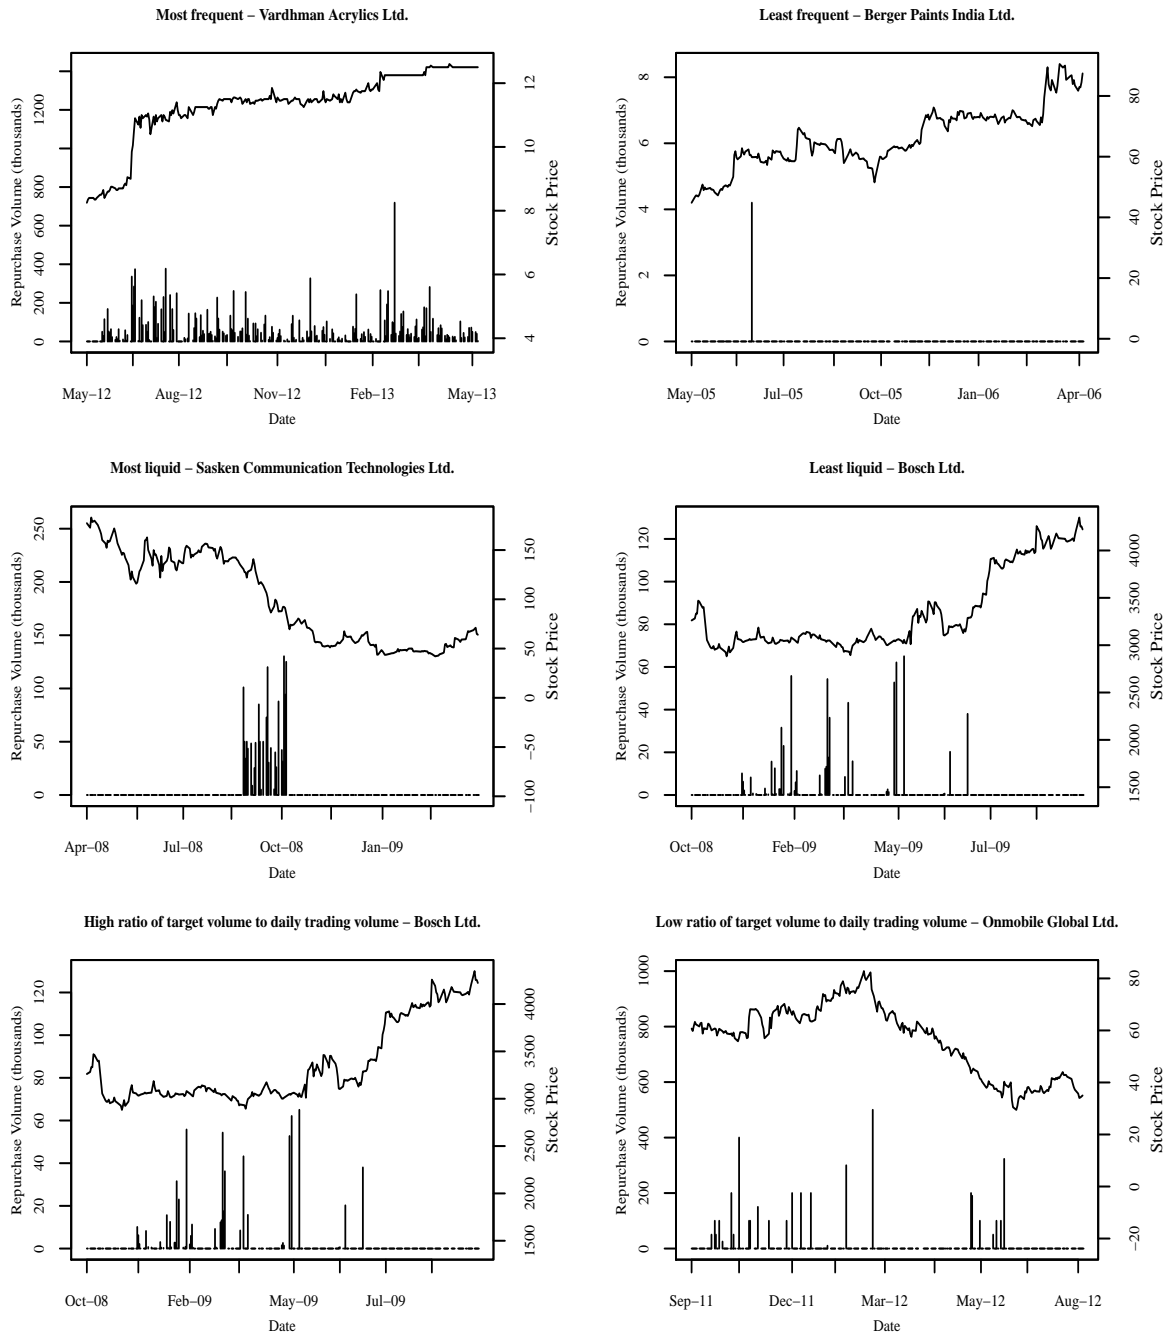 Most frequent – Vardhman Acrylics Ltd.
Repurchase Volume (thousands)
0 200 400 600 800 1200
4 6 8 10 12
Stock Price
May–12 Aug–12 Nov–12 Feb–13 May–13
Date
Least frequent – Berger Paints India Ltd.
Repurchase Volume (thousands)
0 2 4 6 8
0 20 40 60 80
Stock Price
May–05 Jul–05 Oct–05 Jan–06 Apr–06
Date
Most liquid – Sasken Communication Technologies Ltd.
Repurchase Volume (thousands)
0 50 100 150 200 250
−100 −50 0 50 100 150
Stock Price
Apr–08 Jul–08 Oct–08 Jan–09
Date
Least liquid – Bosch Ltd.
Repurchase Volume (thousands)
0 20 40 60 80 100 120
1500 2000 2500 3000 3500 4000
Stock Price
Oct–08 Feb–09 May–09 Jul–09
Date
High ratio of target volume to daily trading volume – Bosch Ltd.
Repurchase Volume (thousands)
0 20 40 60 80 100 120
1500 2000 2500 3000 3500 4000
Stock Price
Oct–08 Feb–09 May–09 Jul–09
Date
Low ratio of target volume to daily trading volume – Onmobile Global Ltd.
Repurchase Volume (thousands)
0 200 400 600 800 1000
−20 0 20 40 60 80
Stock Price
Sep–11 Dec–11 Mar–12 May–12 Aug–12
Date